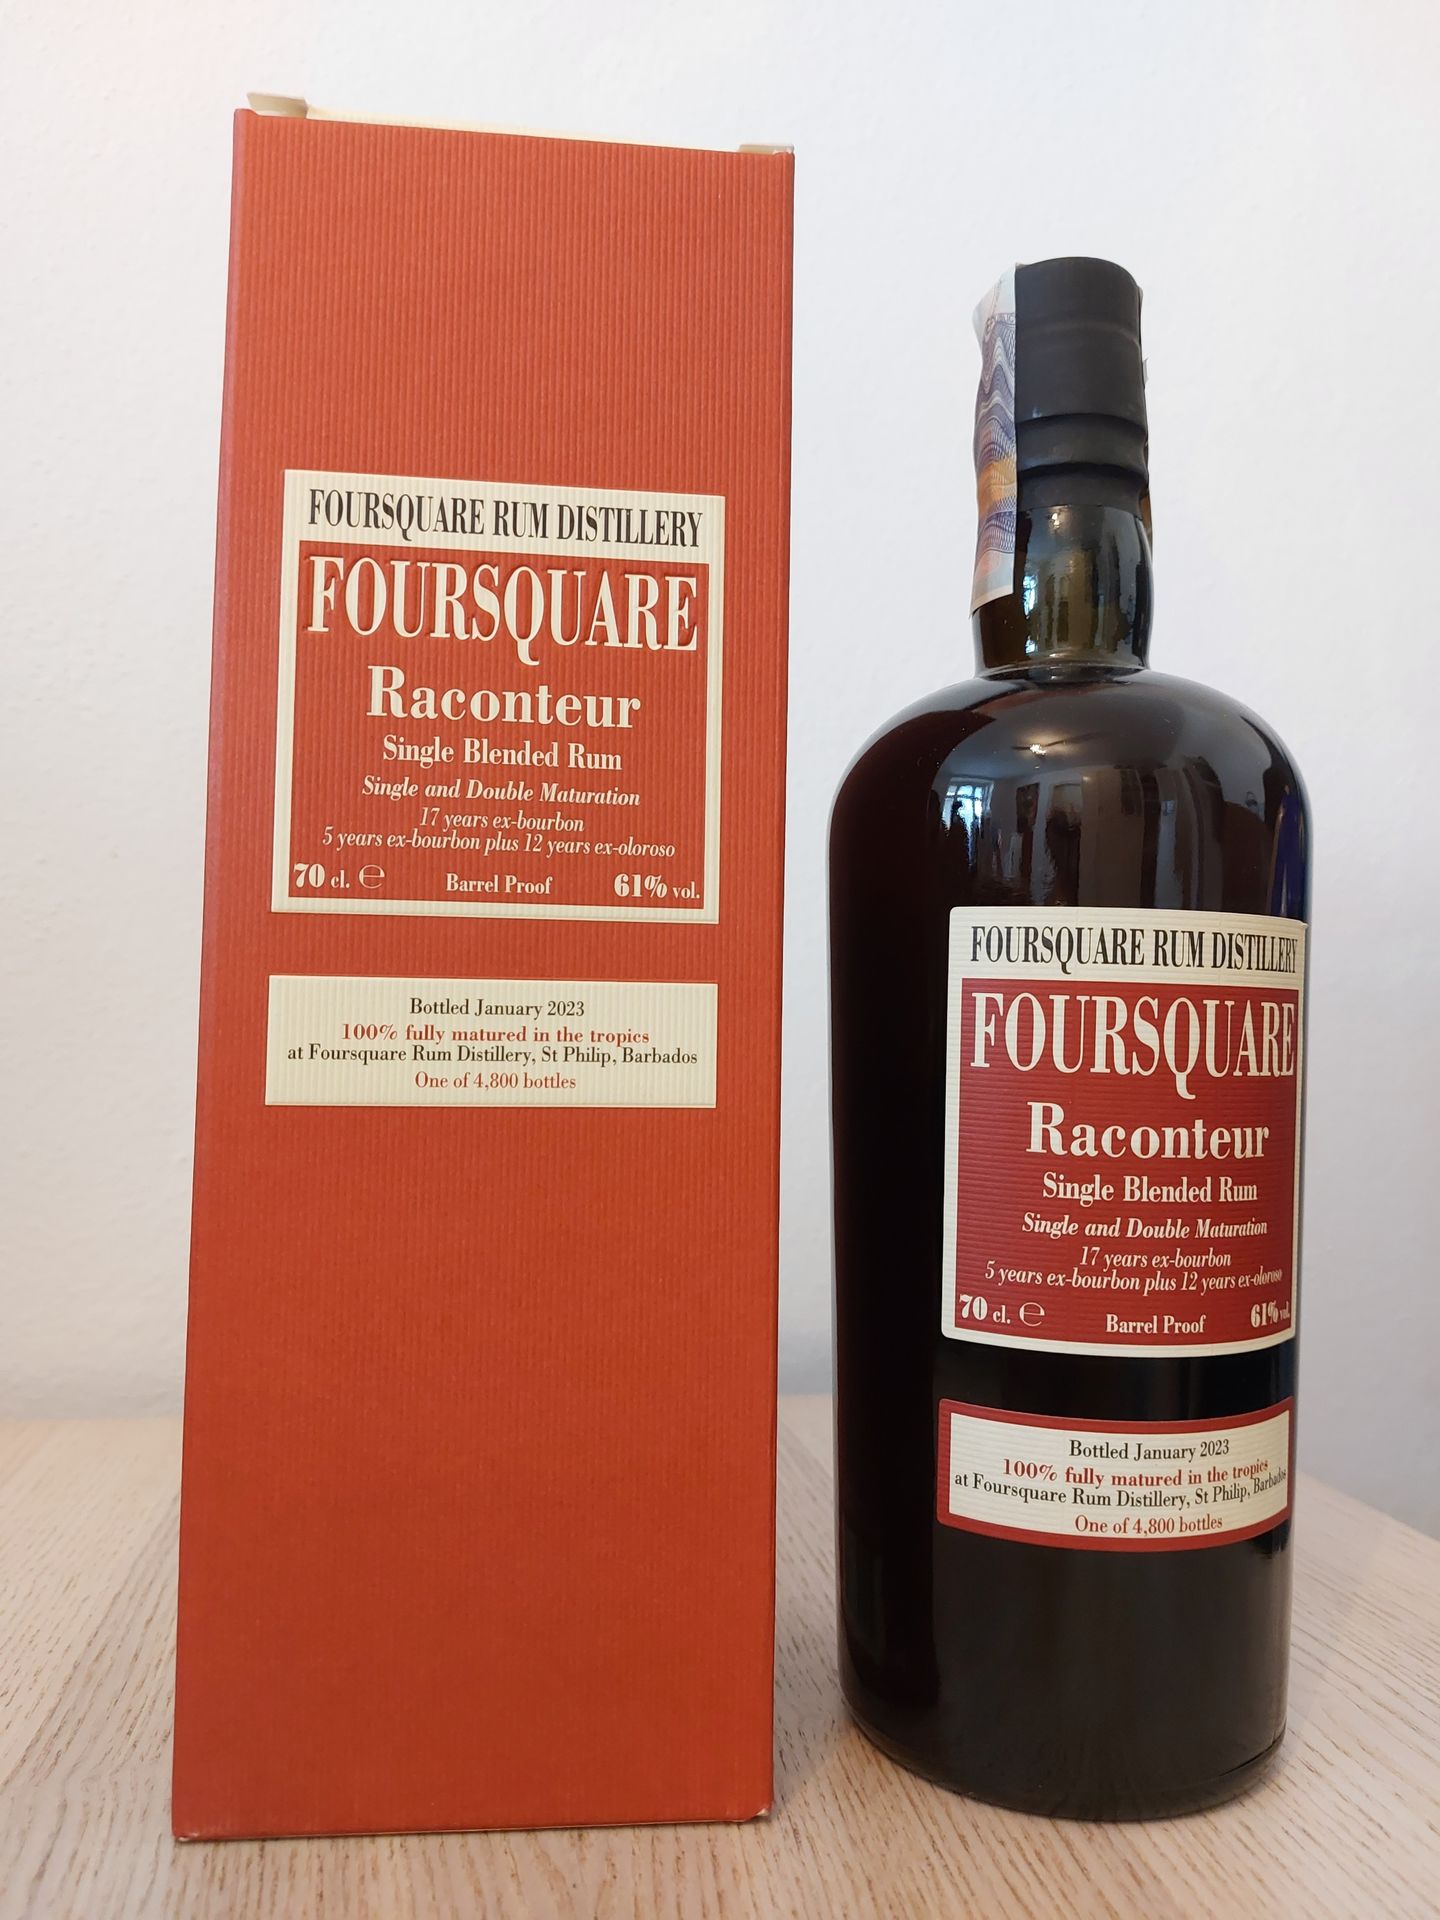 FOURSQUARE RUM DISTILLERY
FOURSQUARE
Raconteur
Single Blended Rum
Single and Double Maturation
17 years ex-bourbon
5 years ex-bourbon plus 12 years ex-oloroso
70 cl. ℮ Barrel Proof 61% vol.
Bottled January 2023
100% fully matured in the tropics
at Foursquare Rum Distillery, St Philip, Barbados
One of 4,800 bottles
FOURSQUARE RUM DISTILLERY
FOURSQUARE
Raconteur
Single Blended Rum
Single and Double Maturation
17 years ex-bourbon
5 years ex-bourbon plus 12 years ex-oloroso
70 cl. ℮ Barrel Proof 61% vol.
Bottled January 2023
100% fully matured in the tropics
at Foursquare Rum Distillery, St Philip, Barbados
One of 4,800 bottles